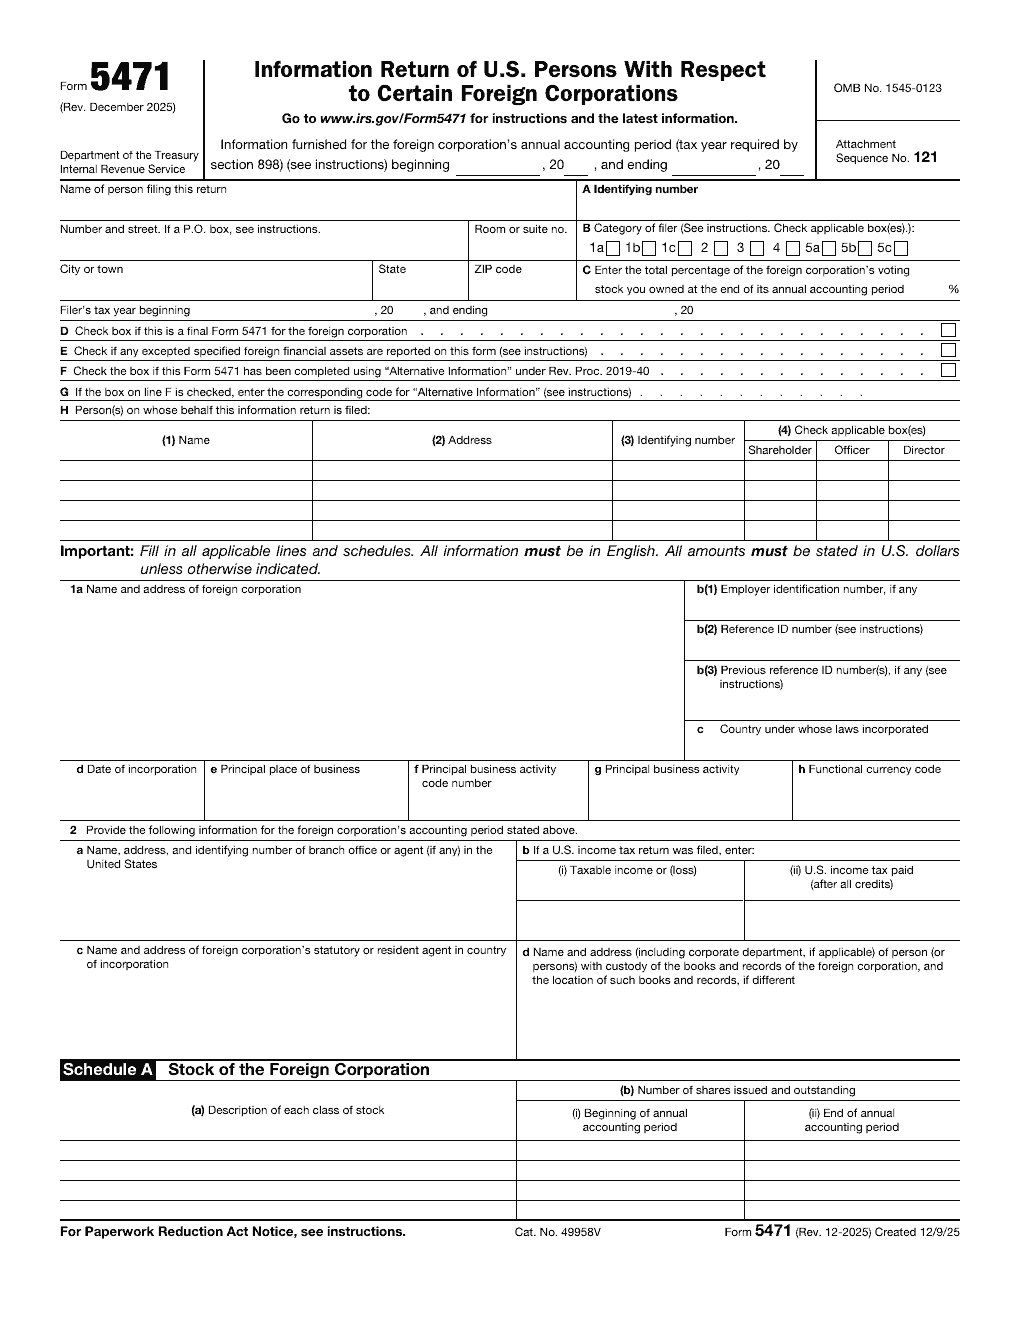 Form 5471
(Rev. December 2025)
Department of the Treasury
Internal Revenue Service
Information Return of U.S. Persons With Respect
to Certain Foreign Corporations
Go to www.irs.gov/Form5471 for instructions and the latest information.
Information furnished for the foreign corporation’s annual accounting period (tax year required by
section 898) (see instructions) beginning , 20 , and ending , 20
OMB No. 1545-0123
Attachment
Sequence No. 121
Name of person filing this return
A Identifying number
Number and street. If a P.O. box, see instructions.
Room or suite no.
B Category of filer (See instructions. Check applicable box(es).):
1a 1b 1c 2 3 4 5a 5b 5c
City or town
State
ZIP code
C Enter the total percentage of the foreign corporation’s voting
stock you owned at the end of its annual accounting period %
Filer’s tax year beginning , 20 , and ending , 20
D Check box if this is a final Form 5471 for the foreign corporation . . . . . . . . . . . . . . . . . . . . . . . .
E Check if any excepted specified foreign financial assets are reported on this form (see instructions) . . . . . . . . . . . . . . .
F Check the box if this Form 5471 has been completed using “Alternative Information” under Rev. Proc. 2019-40 . . . . . . . . . . . . .
G If the box on line F is checked, enter the corresponding code for “Alternative Information” (see instructions) . . . . . . . . . . . .
H Person(s) on whose behalf this information return is filed:
(1) Name
(2) Address
(3) Identifying number
(4) Check applicable box(es)
Shareholder
Officer
Director
Important: Fill in all applicable lines and schedules. All information must be in English. All amounts must be stated in U.S. dollars
unless otherwise indicated.
1a Name and address of foreign corporation
b(1) Employer identification number, if any
b(2) Reference ID number (see instructions)
b(3) Previous reference ID number(s), if any (see
instructions)
c Country under whose laws incorporated
d Date of incorporation
e Principal place of business
f Principal business activity
code number
g Principal business activity
h Functional currency code
2 Provide the following information for the foreign corporation’s accounting period stated above.
a Name, address, and identifying number of branch office or agent (if any) in the
United States
b If a U.S. income tax return was filed, enter:
(i) Taxable income or (loss)
(ii) U.S. income tax paid
(after all credits)
c Name and address of foreign corporation’s statutory or resident agent in country
of incorporation
d Name and address (including corporate department, if applicable) of person (or
persons) with custody of the books and records of the foreign corporation, and
the location of such books and records, if different
Schedule A Stock of the Foreign Corporation
(a) Description of each class of stock
(b) Number of shares issued and outstanding
(i) Beginning of annual
accounting period
(ii) End of annual
accounting period
For Paperwork Reduction Act Notice, see instructions.
Cat. No. 49958V
Form 5471 (Rev. 12-2025) Created 12/9/25